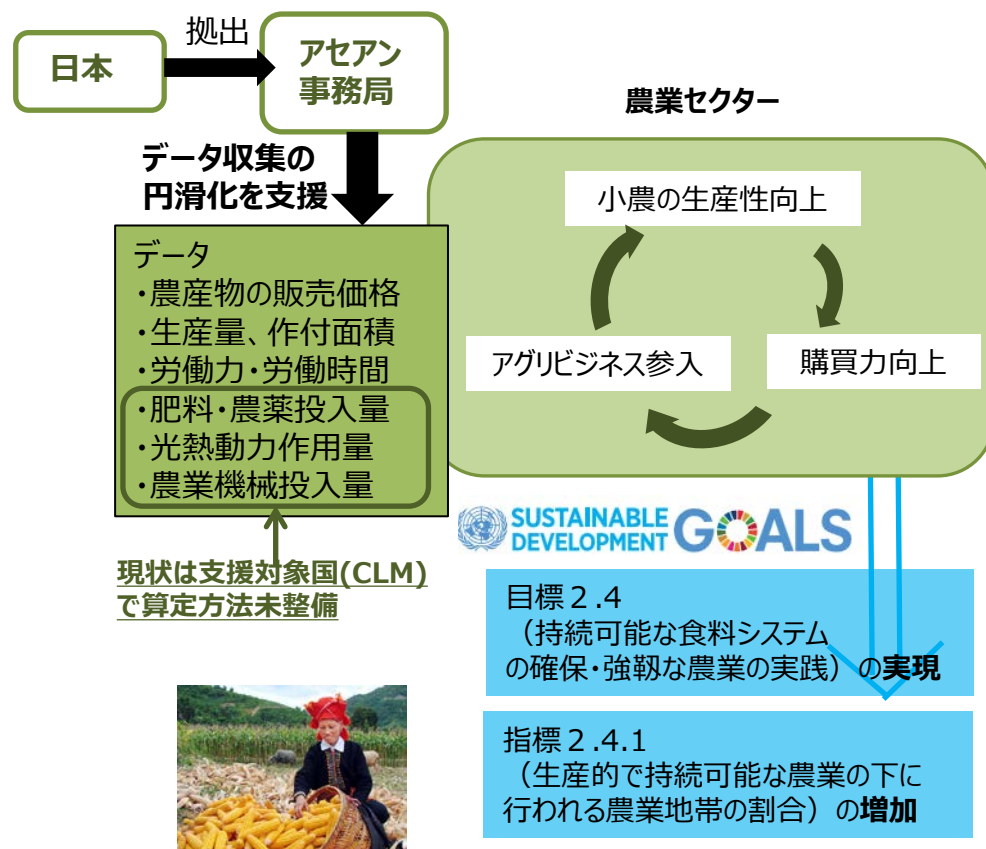 日本
拠出
アセアン
事務局
データ収集の
円滑化を支援
農業セクター
小農の生産性向上
購買力向上
アグリビジネス参入
データ
・農産物の販売価格
・生産量、作付面積
・労働力・労働時間
・肥料・農薬投入量
・光熱動力作用量
・農業機械投入量
現状は支援対象国(CLM)
で算定方法未整備
SUSTAINABLE
DEVELOPMENT
GOALS
目標２.４
（持続可能な食料システム
の確保・強靱な農業の実践）の実現
指標２.４.１
（生産的で持続可能な農業の下に
行われる農業地帯の割合）の増加